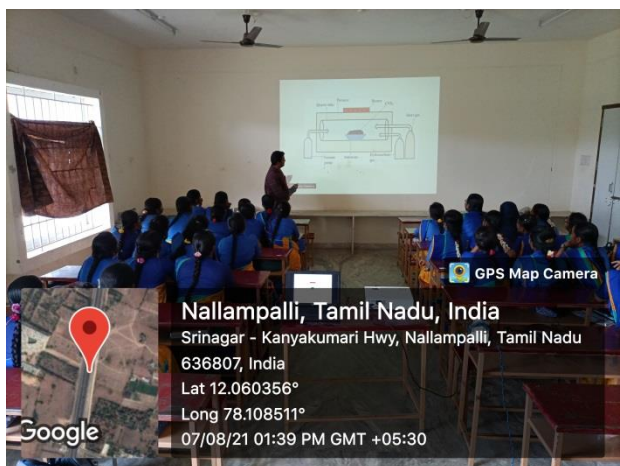 GPS Map Camera
Nallampalli, Tamil Nadu, India
Srinagar - Kanyakumari Hwy, Nallampalli, Tamil Nadu
636807, India
Lat 12.060356°
Long 78.108511°
07/08/21 01:39 PM GMT +05:30
Google